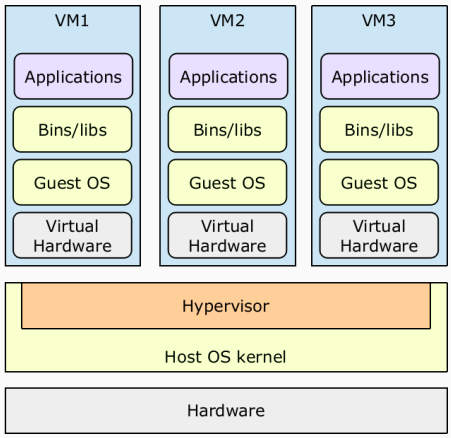 VM1
VM2
VM3
Applications
Applications
Applications
Bins/libs
Bins/libs
Bins/libs
Guest OS
Guest OS
Guest OS
Virtual
Hardware
Virtual
Hardware
Virtual
Hardware
Hypervisor
Host OS kernel
Hardware